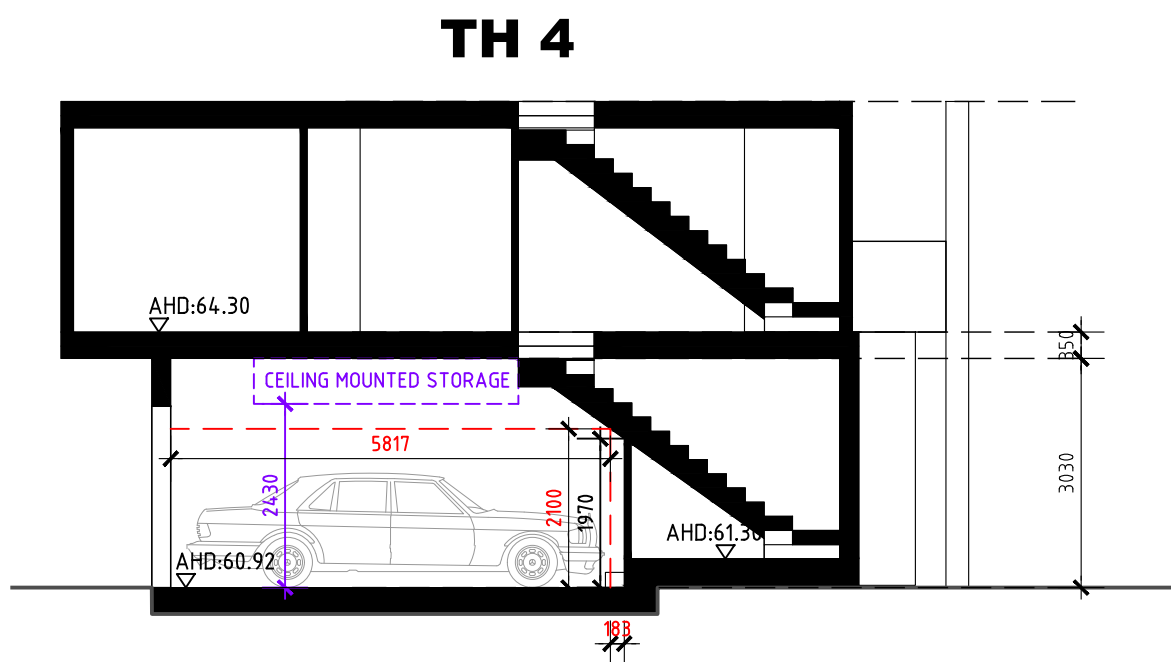 TH 4
AHD:64.30
350
CEILING MOUNTED STORAGE
5817
3030
2430
2100
1970
AHD:61.30
AHD:60.92
183